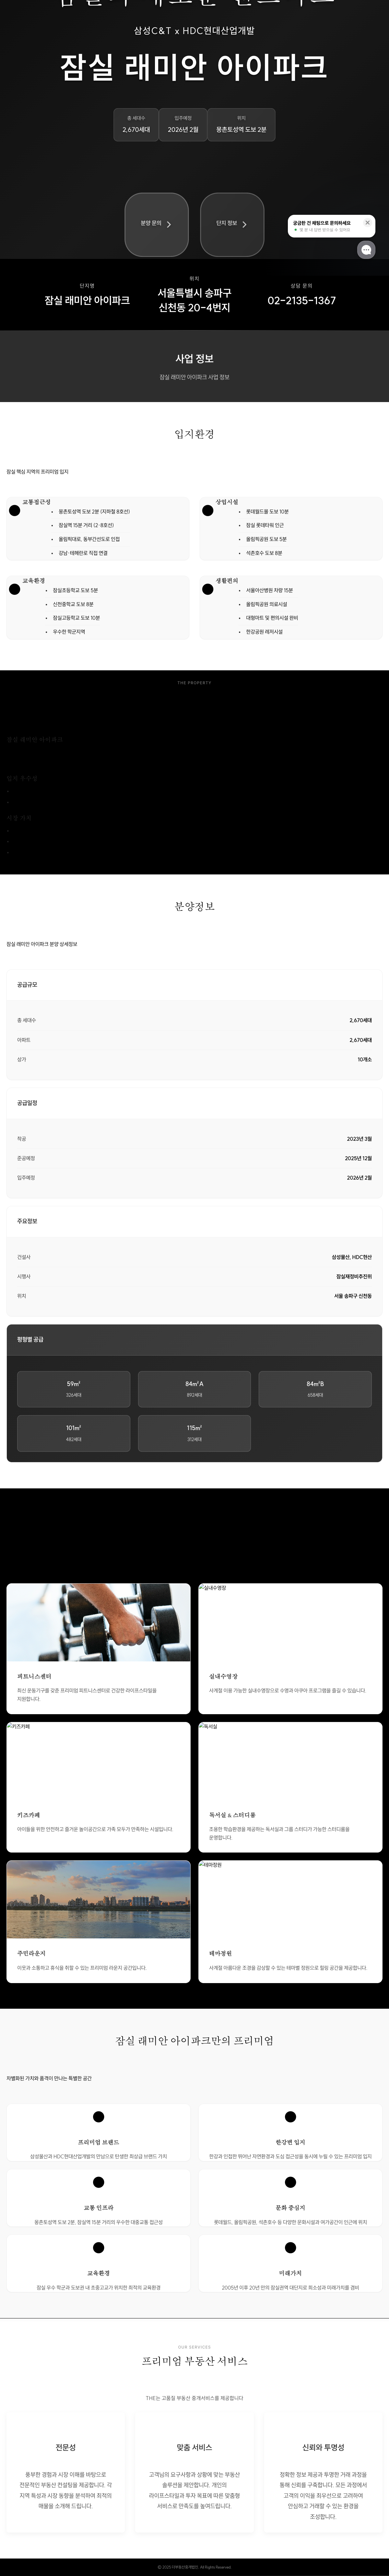 삼성C&T x HDC현대산업개발
잠실 래미안 아이파크
총 세대수
2,670세대
입주예정
2026년 2월
위치
몽촌토성역 도보 2분
분양 문의
단지 정보
궁금한 건 채팅으로 문의하세요
단지명
잠실 래미안 아이파크
위치
서울특별시 송파구
신천동 20-4번지
상담 문의
02-2135-1367
사업 정보
잠실 래미안 아이파크 사업 정보
입지환경
잠실 핵심 지역의 프리미엄 입지
교통접근성
몽촌토성역 도보 2분 (지하철 8호선)
잠실역 15분 거리 (2·8호선)
올림픽대로, 동부간선도로 인접
강남·테헤란로 직접 연결
상업시설
롯데월드몰 도보 10분
잠실 롯데타워 인근
올림픽공원 도보 5분
석촌호수 도보 8분
교육환경
잠실초등학교 도보 5분
신천중학교 도보 8분
잠실고등학교 도보 10분
우수한 학군지역
생활편의
서울아산병원 차량 15분
올림픽공원 의료시설
대형마트 및 편의시설 완비
한강공원 레저시설
THE PROPERTY
잠실 래미안 아이파크
입지 우수성
분양정보
잠실 래미안 아이파크 분양 상세정보
공급규모
총 세대수
2,670세대
아파트
2,670세대
상가
10개소
공급일정
착공
2023년 3월
준공예정
2025년 12월
입주예정
2026년 2월
주요정보
건설사
삼성물산, HDC현산
시행사
잠실재정비추진위
위치
서울 송파구 신천동
평형별 공급
59㎡
326세대
84㎡A
892세대
84㎡B
658세대
101㎡
482세대
115㎡
312세대
실내수영장
피트니스센터
최신 운동기구를 갖춘 프리미엄 피트니스센터로 건강한 라이프스타일을
지원합니다.
실내수영장
사계절 이용 가능한 실내수영장으로 수영과 아쿠아 프로그램을 즐길 수 있습니다.
키즈카페
독서실
키즈카페
아이들을 위한 안전하고 즐거운 놀이공간으로 가족 모두가 만족하는 시설입니다.
독서실 & 스터디룸
조용한 학습환경을 제공하는 독서실과 그룹 스터디가 가능한 스터디룸을
운영합니다.
테마정원
주민라운지
이웃과 소통하고 휴식을 취할 수 있는 프리미엄 라운지 공간입니다.
테마정원
사계절 아름다운 조경을 감상할 수 있는 테마별 정원으로 힐링 공간을 제공합니다.
잠실 래미안 아이파크만의 프리미엄
차별화된 가치와 품격이 만나는 특별한 공간
프리미엄 브랜드
삼성물산과 HDC현대산업개발의 만남으로 탄생한 최상급 브랜드 가치
한강변 입지
한강과 인접한 뛰어난 자연환경과 도심 접근성을 동시에 누릴 수 있는 프리미엄 입지
교통 인프라
몽촌토성역 도보 2분, 잠실역 15분 거리의 우수한 대중교통 접근성
문화 중심지
롯데월드, 올림픽공원, 석촌호수 등 다양한 문화시설과 여가공간이 인근에 위치
교육환경
잠실 우수 학군과 도보권 내 초중고교가 위치한 최적의 교육환경
미래가치
2005년 이후 20년 만의 잠실권역 대단지로 희소성과 미래가치를 겸비
OUR SERVICES
프리미엄 부동산 서비스
THE는 고품질 부동산 중개서비스를 제공합니다
전문성
풍부한 경험과 시장 이해를 바탕으로
전문적인 부동산 컨설팅을 제공합니다. 각
지역 특성과 시장 동향을 분석하여 최적의
매물을 소개해 드립니다.
맞춤 서비스
고객님의 요구사항과 상황에 맞는 부동산
솔루션을 제안합니다. 개인의
라이프스타일과 투자 목표에 따른 맞춤형
서비스로 만족도를 높여드립니다.
신뢰와 투명성
정확한 정보 제공과 투명한 거래 과정을
통해 신뢰를 구축합니다. 모든 과정에서
고객의 이익을 최우선으로 고려하여
안심하고 거래할 수 있는 환경을
조성합니다.